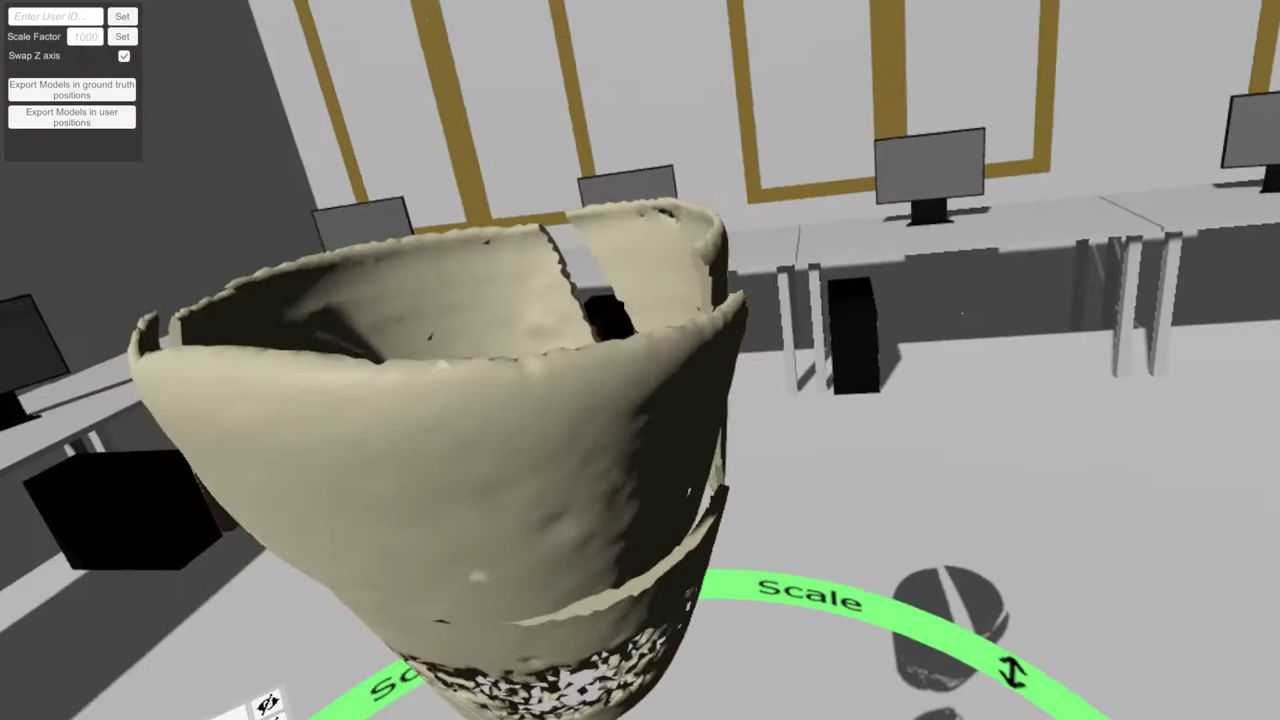 Enter User ID... Set
Scale Factor 1000 Set
Swap Z axis
Export Models in ground truth
positions
Export Models in user
positions
Scale